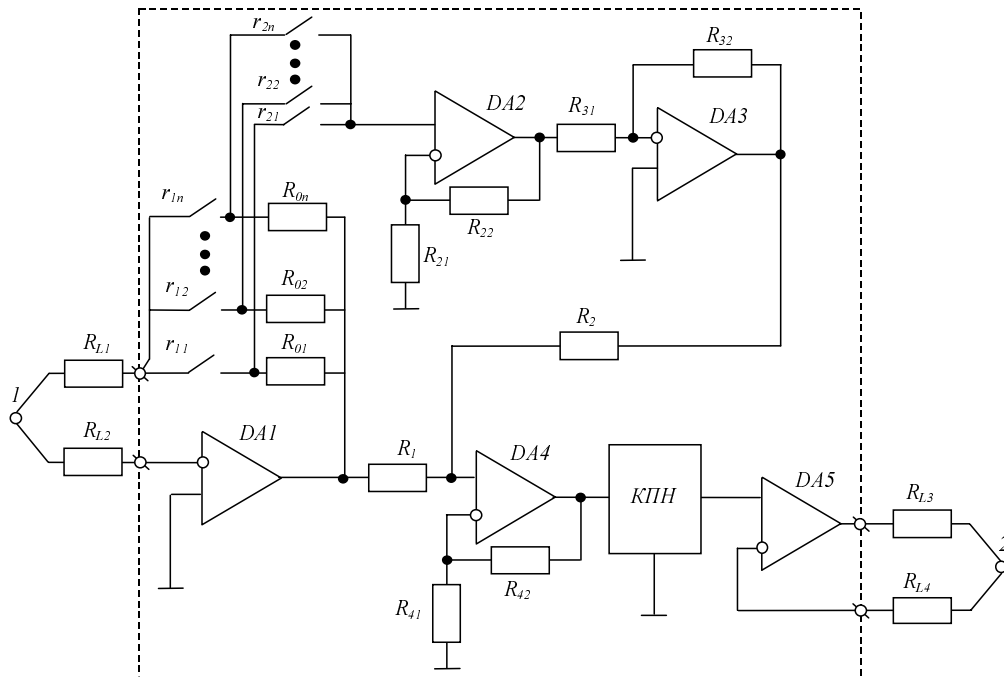 r2n
R32
r22
DA2
R31
DA3
r21
r1n
R0n
R22
R21
r12
R02
R2
RL1
r11
R01
1
RL2
DA1
R1
DA4
DA5
КПН
RL3
2
R42
RL4
R41